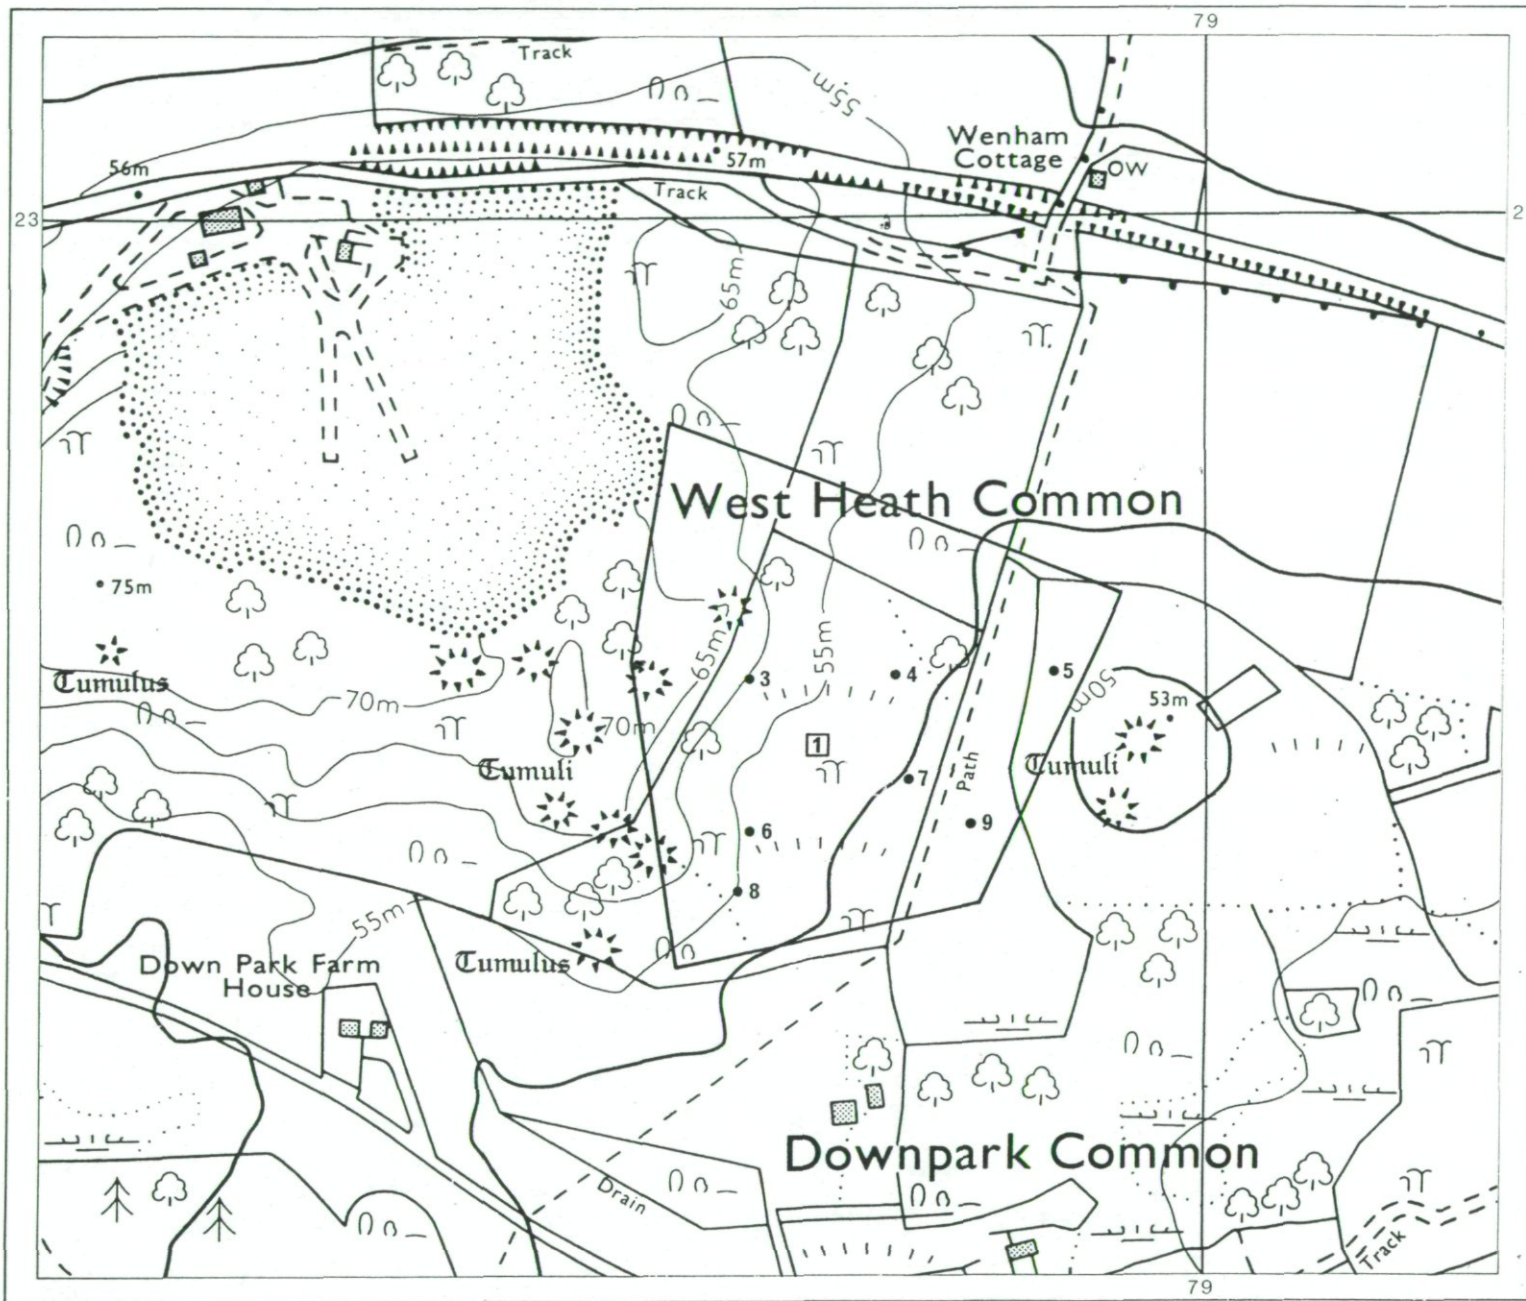 79
Track
55m
Wenham
Cottage
OW
57m
56m
Track
23
2
65m
West Heath Common
75m
Tumulus
65m
55m
3
4
5
50m
53m
70m
70m
1
Tumuli
Path
Tumuli
7
6
9
8
55m
Down Park Farm
House
Tumulus
Downpark Common
Drain
Track
79